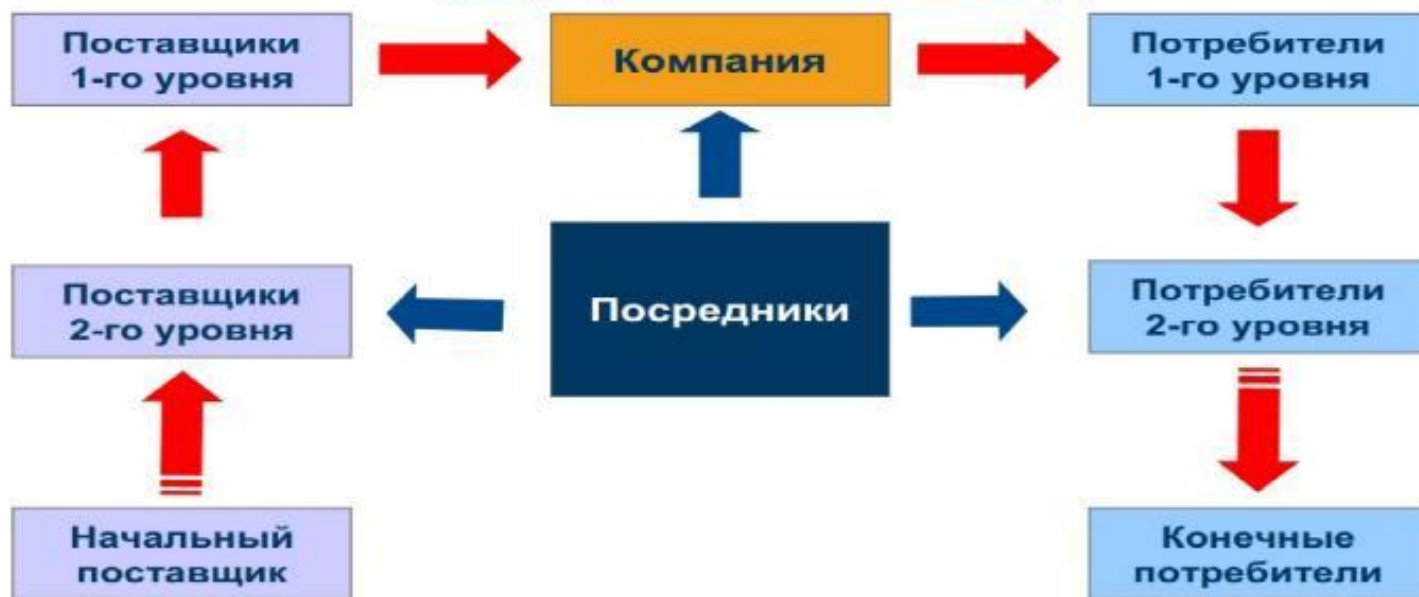 Поставщики
1-го уровня
Компания
Потребители
1-го уровня
Поставщики
2-го уровня
Посредники
Потребители
2-го уровня
Начальный
поставщик
Конечные
потребители